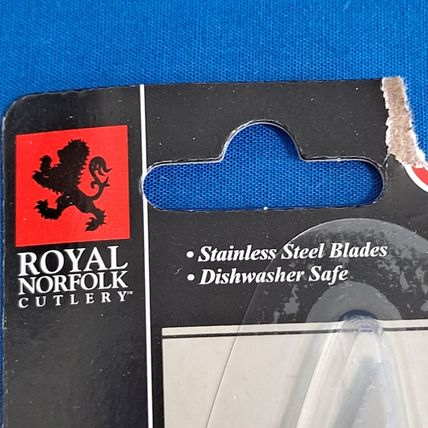 ROYAL
NORFOLK
CUTLERY™
• Stainless Steel Blades
• Dishwasher Safe